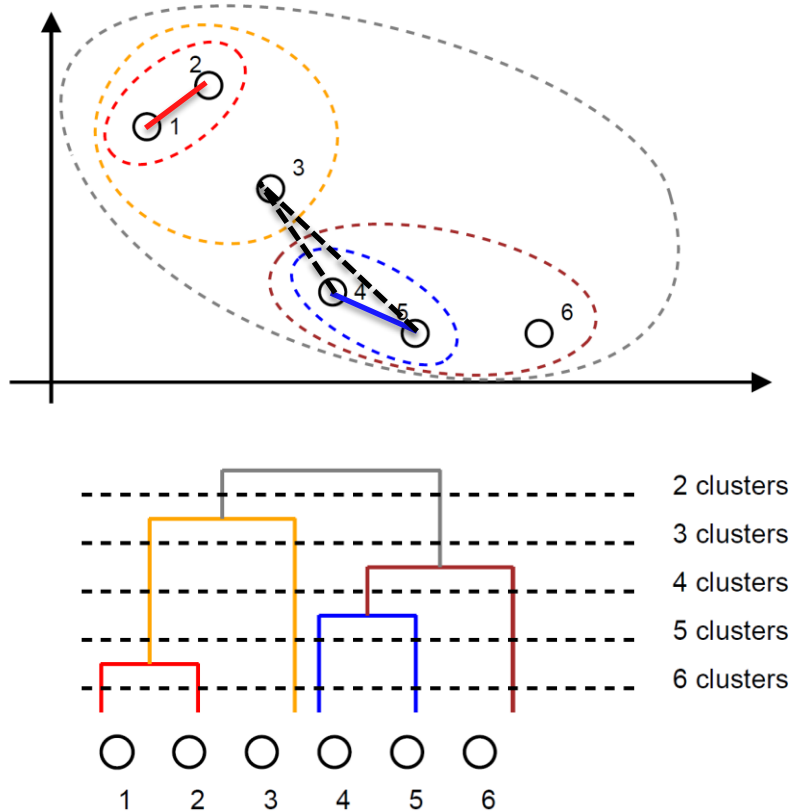 2
1
3
4
5
6
2 clusters
3 clusters
4 clusters
5 clusters
6 clusters
1 2 3 4 5 6